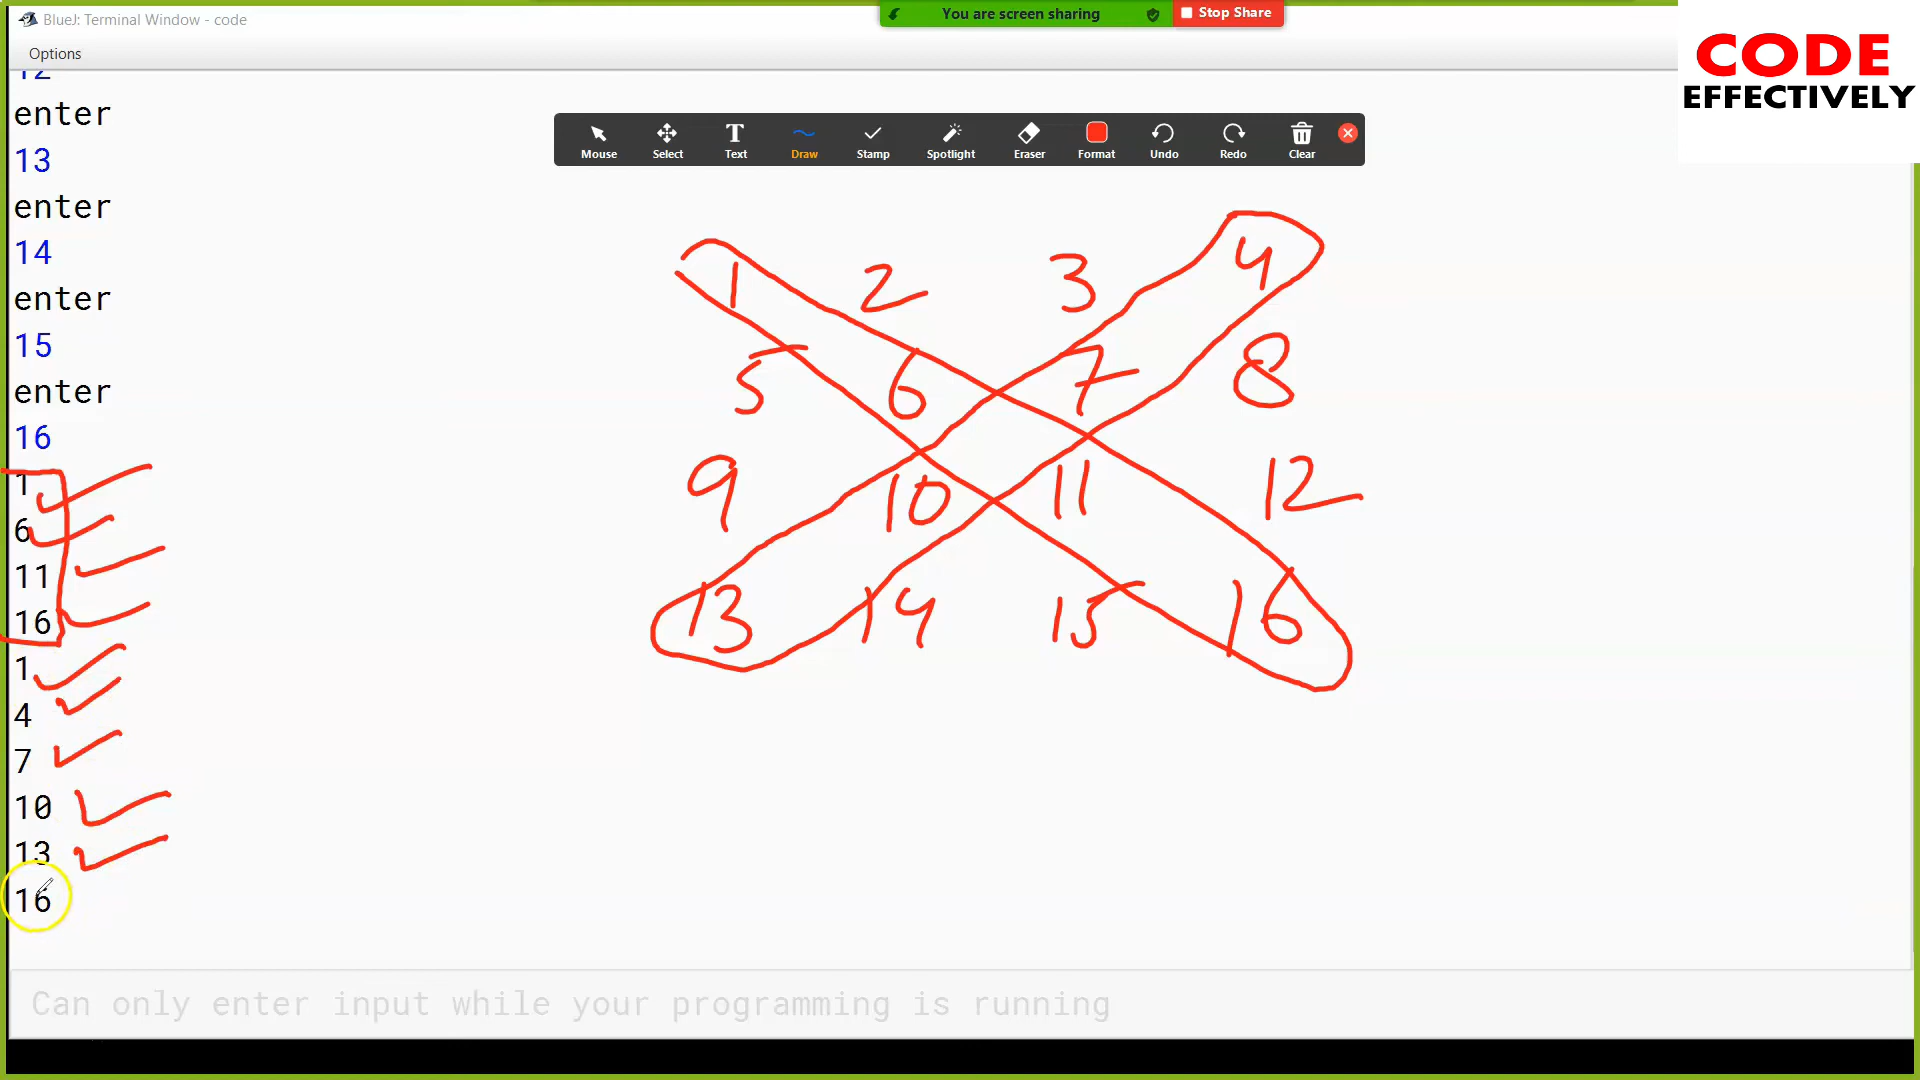 BlueJ: Terminal Window - code
You are screen sharing
Stop Share
CODE
EFFECTIVELY
Options
Mouse Select Text Draw Stamp Spotlight Eraser Format Undo Redo Clear
12
enter
13
enter
14
enter
15
enter
16
1
6
11
16
1
4
7
10
13
16
1 2 3 4
5 6 7 8
9 10 11 12
13 14 15 16
Can only enter input while your programming is running